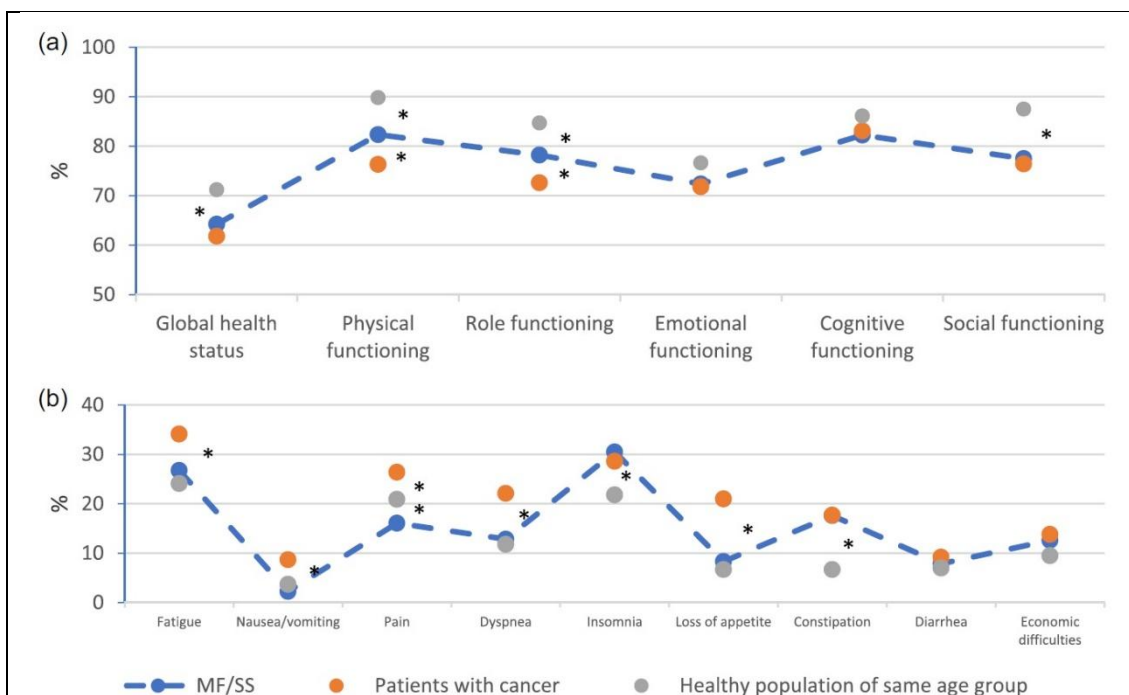 (a)
100
90
80
70
60
50
%
*
*
*
*
*
*
Global health status
Physical functioning
Role functioning
Emotional functioning
Cognitive functioning
Social functioning
(b)
40
30
20
10
0
%
*
*
*
*
*
*
*
*
Fatigue
Nausea/vomiting
Pain
Dyspnea
Insomnia
Loss of appetite
Constipation
Diarrhea
Economic difficulties
MF/SS
Patients with cancer
Healthy population of same age group